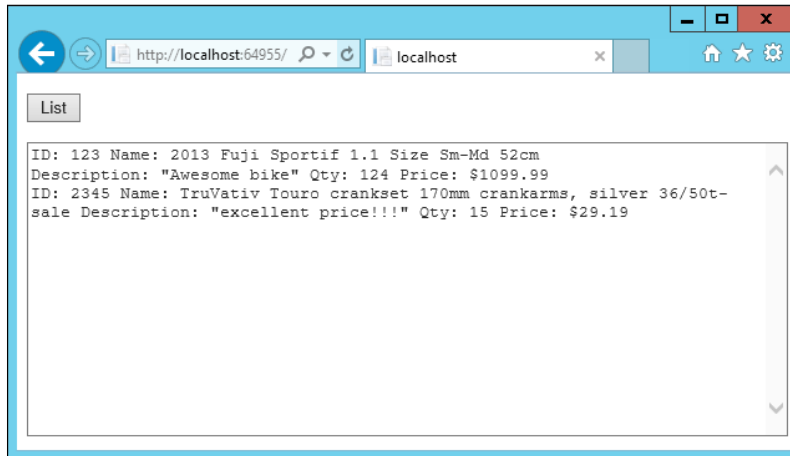 http://localhost:64955/
localhost
List
ID: 123 Name: 2013 Fuji Sportif 1.1 Size Sm-Md 52cm
Description: "Awesome bike" Qty: 124 Price: $1099.99
ID: 2345 Name: TruVativ Touro crankset 170mm crankarms, silver 36/50t-
sale Description: "excellent price!!!" Qty: 15 Price: $29.19